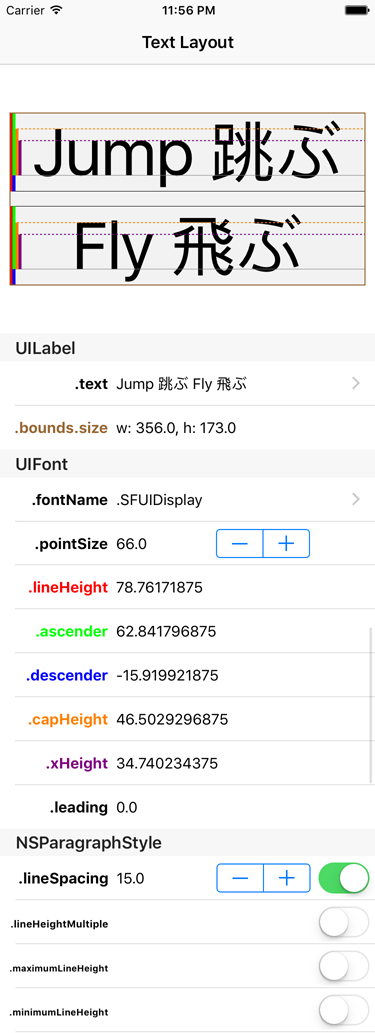 Carrier 11:56 PM
Text Layout
Jump 跳ぶ
Fly 飛ぶ
UILabel
.text Jump 跳ぶ Fly 飛ぶ
.bounds.size w: 356.0, h: 173.0
UIFont
.fontName .SFUIDisplay
.pointSize 66.0 — +
.lineHeight 78.76171875
.ascender 62.841796875
.descender -15.919921875
.capHeight 46.5029296875
.xHeight 34.740234375
.leading 0.0
NSParagraphStyle
.lineSpacing 15.0 — +
.lineHeightMultiple
.maximumLineHeight
.minimumLineHeight